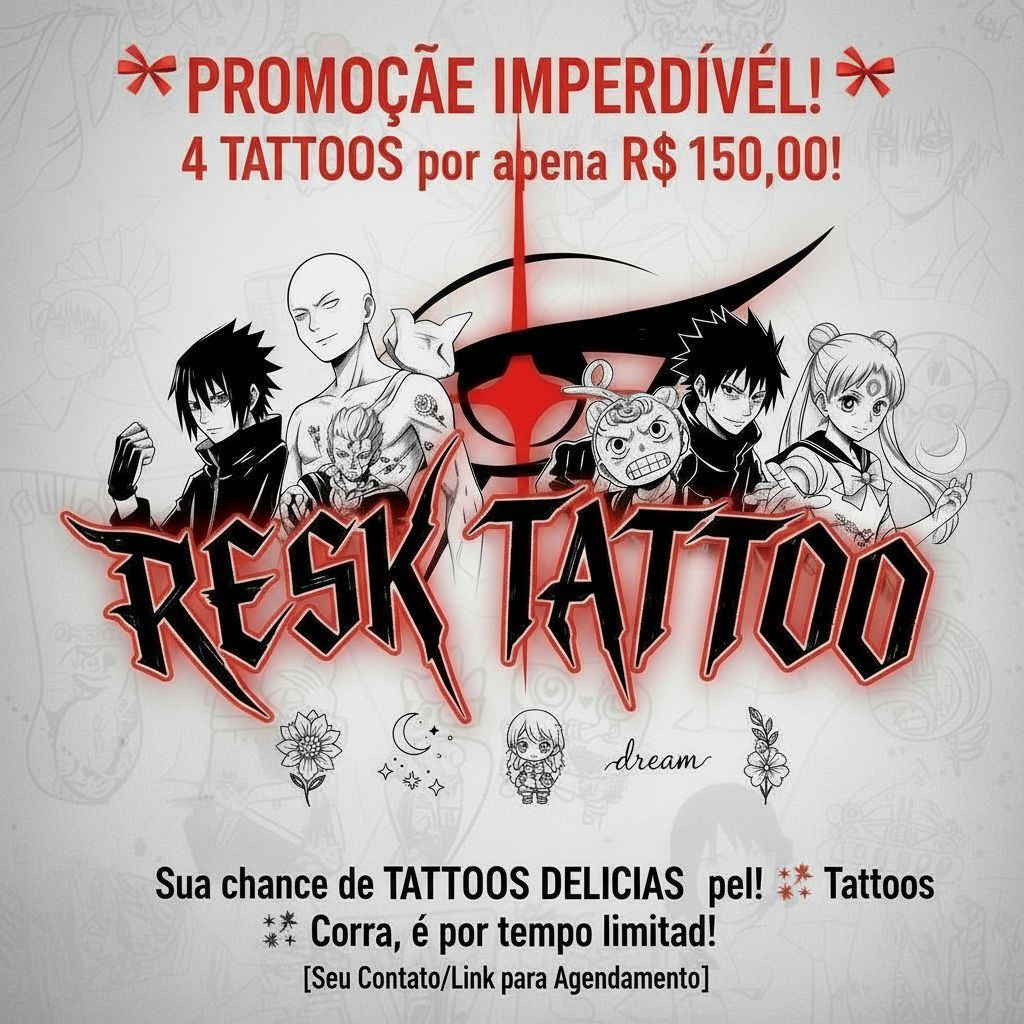 PROMOÇÃE IMPERDÍVÉL!
4 TATTOOS por apena R$ 150,00!
RESK TATTOO
dream
Sua chance de TATTOOS DELICIAS pel! Tattoos
Corra, é por tempo limitad!
[Seu Contato/Link para Agendamento]